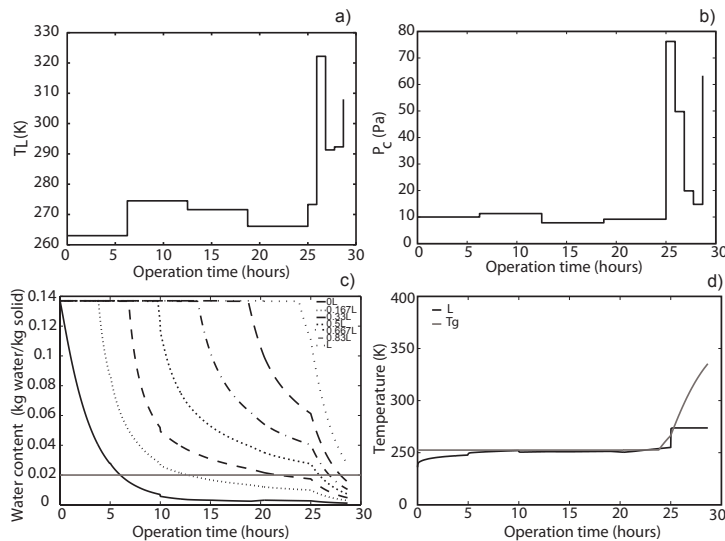 a)
T_L(K)
330
320
310
300
290
280
270
260
0 5 10 15 20 25 30
Operation time (hours)
b)
P_C (Pa)
80
70
60
50
40
30
20
10
0
0 5 10 15 20 25 30
Operation time (hours)
c)
Water content (kg water/kg solid)
0.14
0.12
0.1
0.08
0.06
0.04
0.02
0
0 5 10 15 20 25 30
Operation time (hours)
0L
0.167L
0.33L
0.5L
0.667L
0.83L
L
d)
Temperature (K)
400
350
300
250
200
0 5 10 15 20 25 30
Operation time (hours)
L
Tg